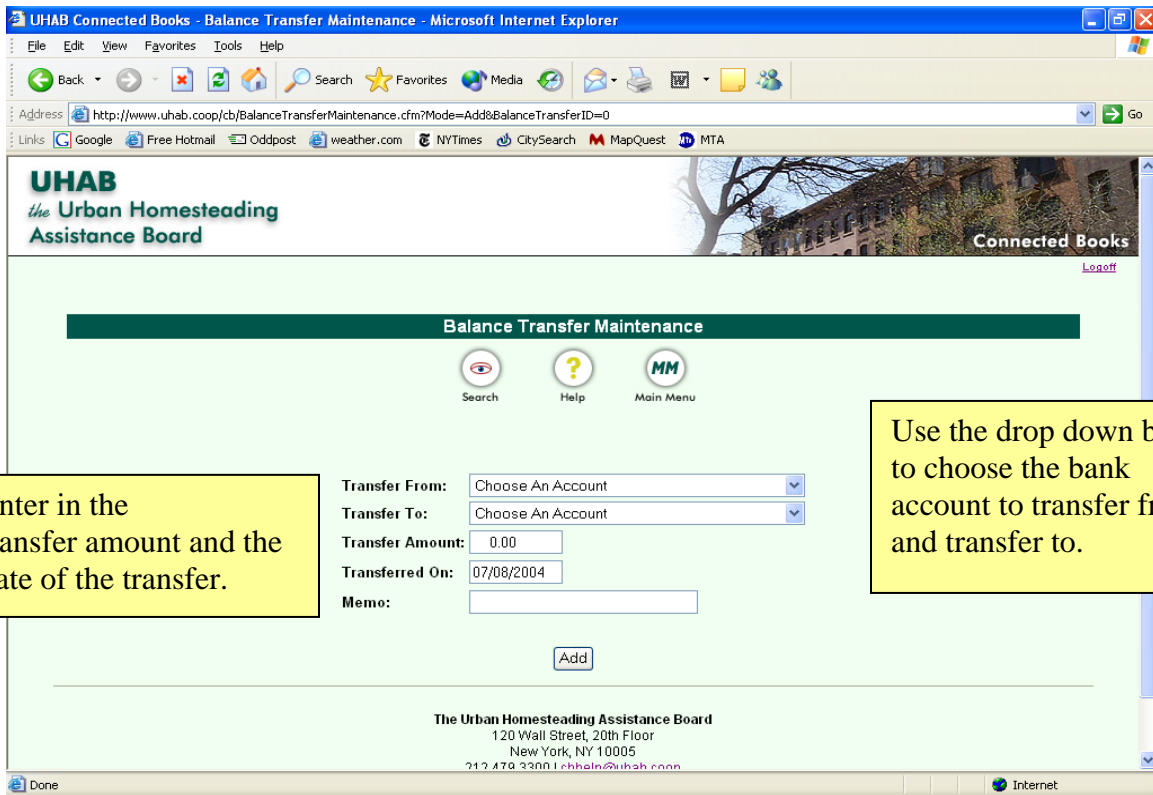 UHAB Connected Books - Balance Transfer Maintenance - Microsoft Internet Explorer
File Edit View Favorites Tools Help
Back Search Favorites Media
Address http://www.uhab.coop/cb/BalanceTransferMaintenance.cfm?Mode=Add&BalanceTransferID=0 Go
Links Google Free Hotmail Oddpost weather.com NYTimes CitySearch MapQuest MTA
UHAB
the Urban Homesteading
Assistance Board
Connected Books
Logoff
Balance Transfer Maintenance
MM
Search Help Main Menu
Use the drop down
to choose the bank
account to transfer
and transfer to.
in the
amount and the
of the transfer.
Transfer From: Choose An Account
Transfer To: Choose An Account
Transfer Amount: 0.00
Transferred On: 07/08/2004
Memo:
Add
The Urban Homesteading Assistance Board
120 Wall Street, 20th Floor
New York, NY 10005
212.479.3300 | cbhelp@uhab.coop
Done Internet